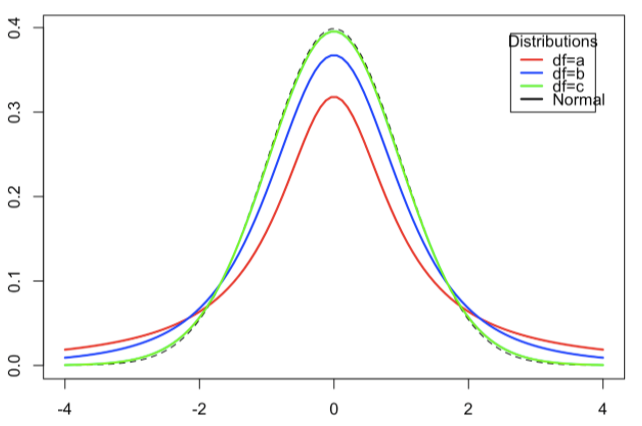 Distributions
df=a
df=b
df=c
Normal
0.4
0.3
0.2
0.1
0.0
-4 -2 0 2 4